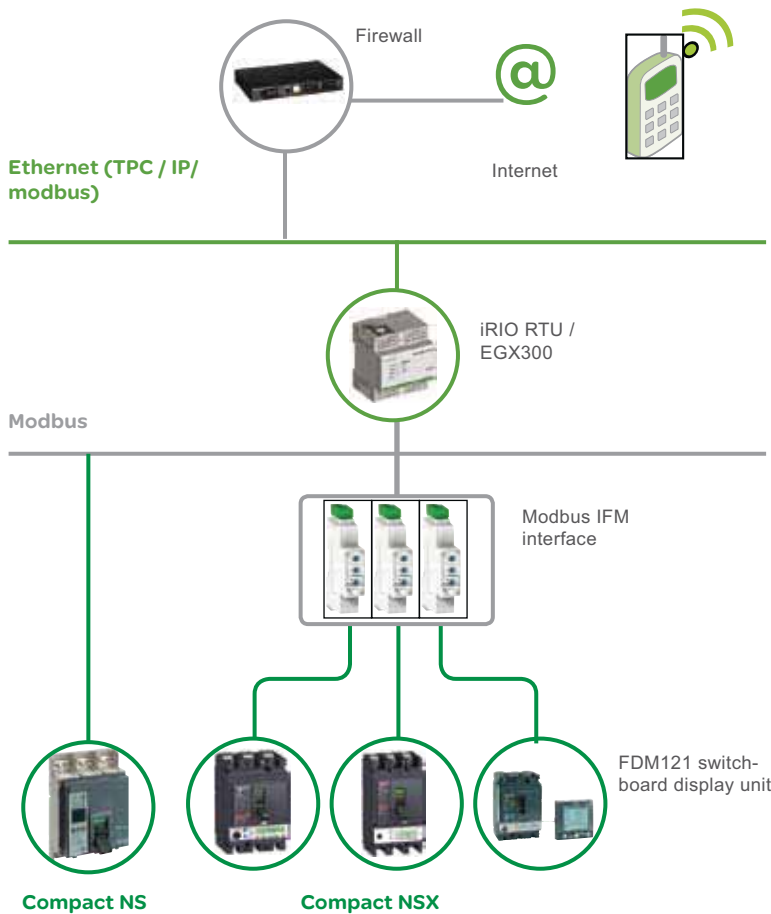 Firewall
@
Internet
Ethernet (TPC / IP/
modbus)
iRIO RTU /
EGX300
Modbus
Modbus IFM
interface
FDM121 switch-
board display unit
Compact NS
Compact NSX